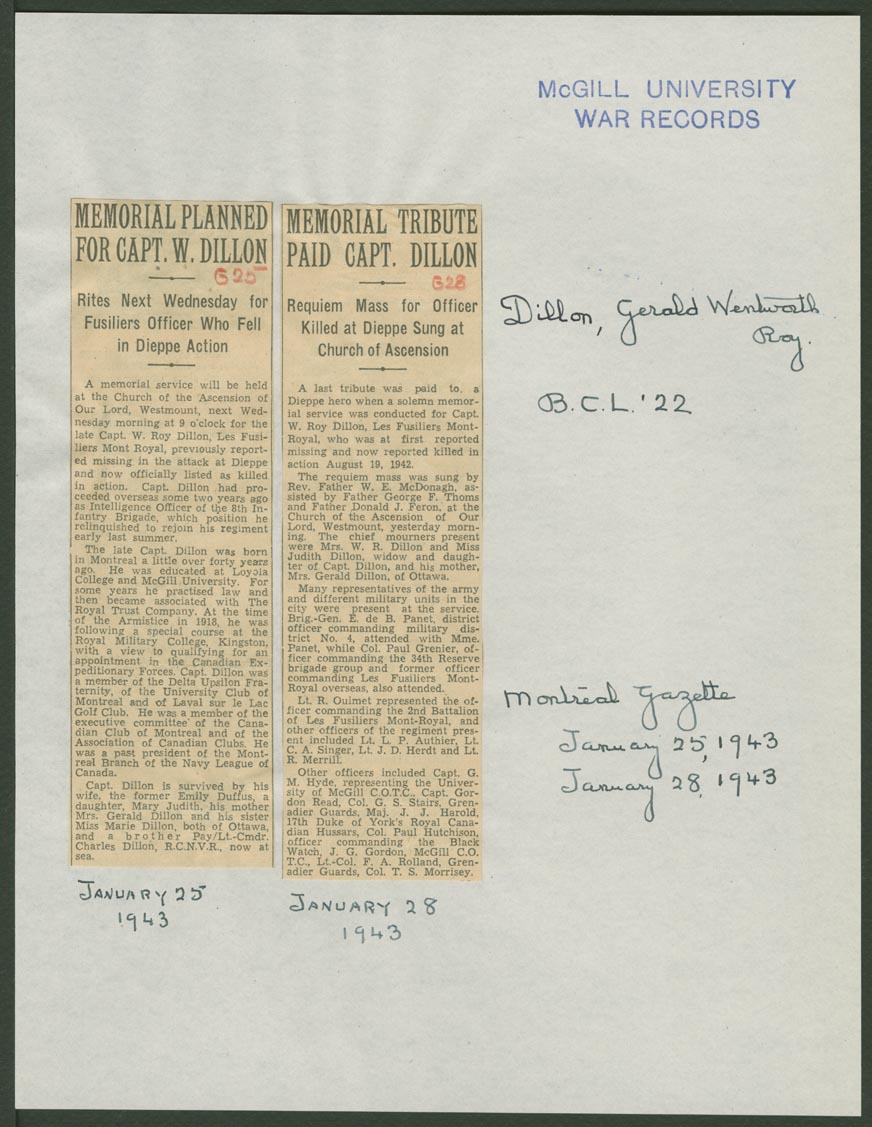 McGILL UNIVERSITY
WAR RECORDS
MEMORIAL PLANNED
FOR CAPT. W. DILLON
G25
Rites Next Wednesday for
Fusiliers Officer Who Fell
in Dieppe Action
A memorial service will be held
at the Church of the Ascension of
Our Lord, Westmount, next Wed-
nesday morning at 9 o'clock for the
late Capt. W. Roy Dillon, Les Fusi-
liers Mont Royal, previously report-
ed missing in the attack at Dieppe
and now officially listed as killed
in action. Capt. Dillon had pro-
ceeded overseas some two years ago
as Intelligence Officer of the 8th In-
fantry Brigade, which position he
relinquished to rejoin his regiment
early last summer.
The late Capt. Dillon was born
in Montreal a little over forty years
ago. He was educated at Loyola
College and McGill University. For
some years he practised law and
then became associated with The
Royal Trust Company. At the time
of the Armistice in 1918, he was
following a special course at the
Royal Military College, Kingston,
with a view to qualifying for an
appointment in the Canadian Ex-
peditionary Forces. Capt. Dillon was
a member of the Delta Upsilon Fra-
ternity, of the University Club of
Montreal and of Laval sur le Lac
Golf Club. He was a member of the
executive committee of the Cana-
dian Club of Montreal and of the
Association of Canadian Clubs. He
was a past president of the Mont-
real Branch of the Navy League of
Canada.
Capt. Dillon is survived by his
wife, the former Emily Duffus, a
daughter, Mary Judith, his mother
Mrs. Gerald Dillon and his sister
Miss Marie Dillon, both of Ottawa,
and a brother Pay/Lt.-Cmdr.
Charles Dillon, R.C.N.V.R., now at
sea.
JANUARY 25
1943
MEMORIAL TRIBUTE
PAID CAPT. DILLON
G28
Requiem Mass for Officer
Killed at Dieppe Sung at
Church of Ascension
A last tribute was paid to a
Dieppe hero when a solemn memor-
ial service was conducted for Capt.
W. Roy Dillon, Les Fusiliers Mont-
Royal, who was at first reported
missing and now reported killed in
action August 19, 1942.
The requiem mass was sung by
Rev. Father W. E. McDonagh, as-
sisted by Father George F. Thoms
and Father Donald J. Feron, at the
Church of the Ascension of Our
Lord, Westmount, yesterday morn-
ing. The chief mourners present
were Mrs. W. R. Dillon and Miss
Judith Dillon, widow and daugh-
ter of Capt. Dillon, and his mother,
Mrs. Gerald Dillon, of Ottawa.
Many representatives of the army
and different military units in the
city were present at the service.
Brig.-Gen. E. de B. Panet, district
officer commanding military dis-
trict No. 4, attended with Mme.
Panet, while Col. Paul Grenier, of-
ficer commanding the 34th Reserve
brigade group and former officer
commanding Les Fusiliers Mont-
Royal overseas, also attended.
Lt. R. Ouimet represented the of-
ficer commanding the 2nd Battalion
of Les Fusiliers Mont-Royal, and
other officers of the regiment pres-
ent included Lt. L. P. Authier, Lt.
C. A. Singer, Lt. J. D. Herdt and Lt.
R. Merrill.
Other officers included Capt. G.
M. Hyde, representing the Univer-
sity of McGill C.O.T.C., Capt. Gor-
don Read, Col. G. S. Stairs, Gren-
adier Guards, Maj. J. J. Harold,
17th Duke of York's Royal Cana-
dian Hussars, Col. Paul Hutchison,
officer commanding the Black
Watch, J. G. Gordon, McGill C.O.
T.C., Lt.-Col. F. A. Rolland, Gren-
adier Guards, Col. T. S. Morrisey.
JANUARY 28
1943
Dillon, Gerald Wentworth
Roy.
B.C.L. '22
Montreal Gazette
January 25, 1943
January 28, 1943